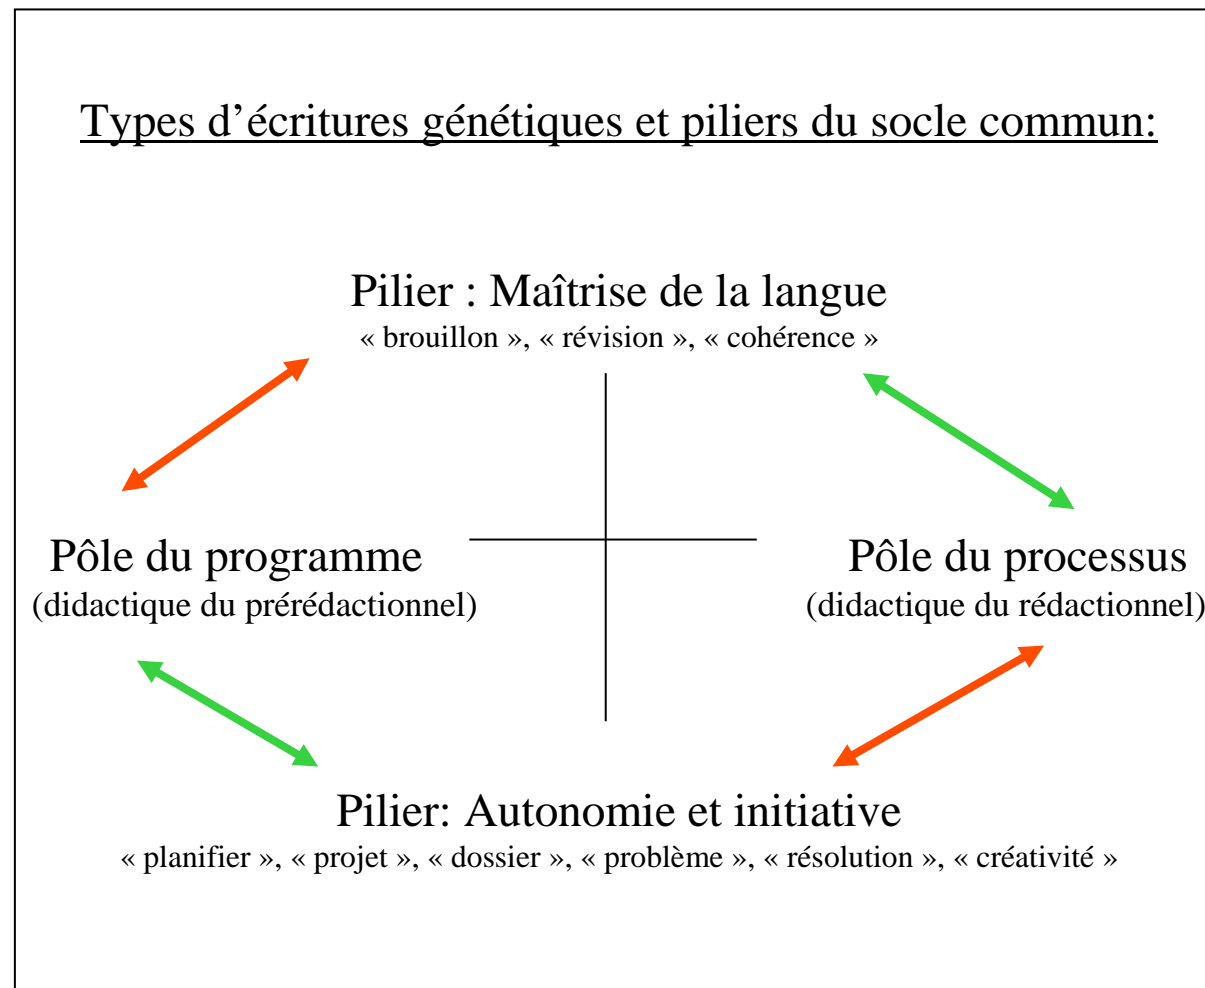 Types d’écritures génétiques et piliers du socle commun:
Pilier : Maîtrise de la langue
« brouillon », « révision », « cohérence »
Pôle du programme
(didactique du prérédactionnel)
Pôle du processus
(didactique du rédactionnel)
Pilier: Autonomie et initiative
« planifier », « projet », « dossier », « problème », « résolution », « créativité »